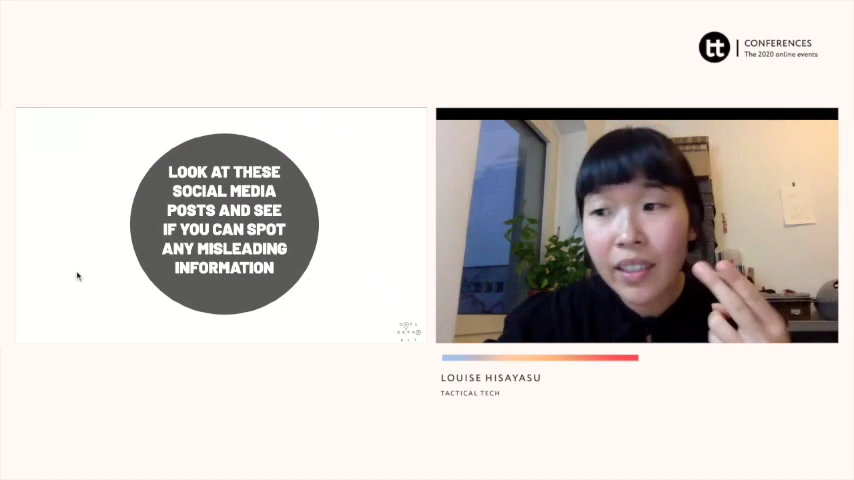 tt
CONFERENCES
The 2020 online events
LOOK AT THESE
SOCIAL MEDIA
POSTS AND SEE
IF YOU CAN SPOT
ANY MISLEADING
INFORMATION
LOUISE HISAYASU
TACTICAL TECH